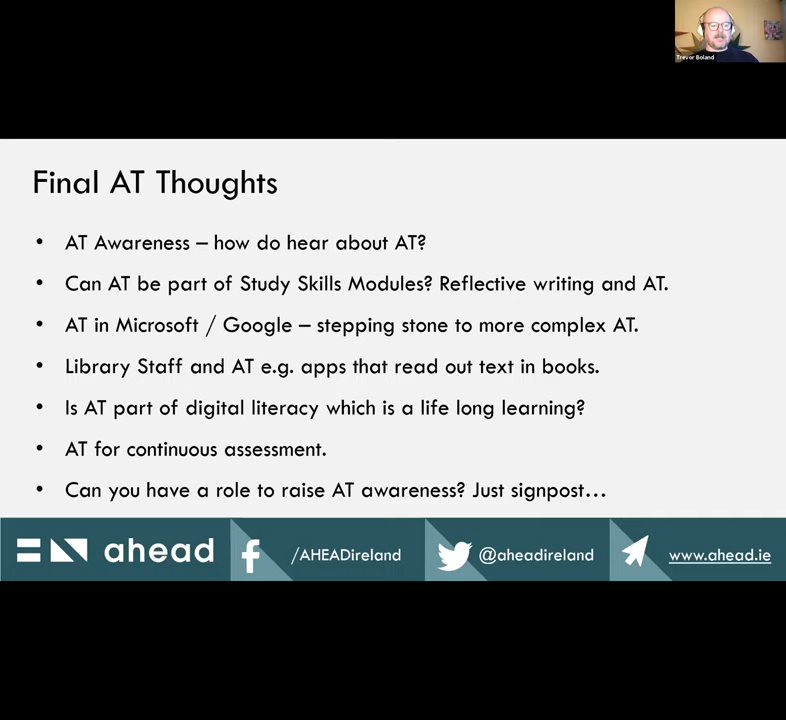 Trevor Boland
Final AT Thoughts
• AT Awareness – how do hear about AT?
• Can AT be part of Study Skills Modules? Reflective writing and AT.
• AT in Microsoft / Google – stepping stone to more complex AT.
• Library Staff and AT e.g. apps that read out text in books.
• Is AT part of digital literacy which is a life long learning?
• AT for continuous assessment.
• Can you have a role to raise AT awareness? Just signpost…
ahead
/AHEADireland
@aheadireland
www.ahead.ie